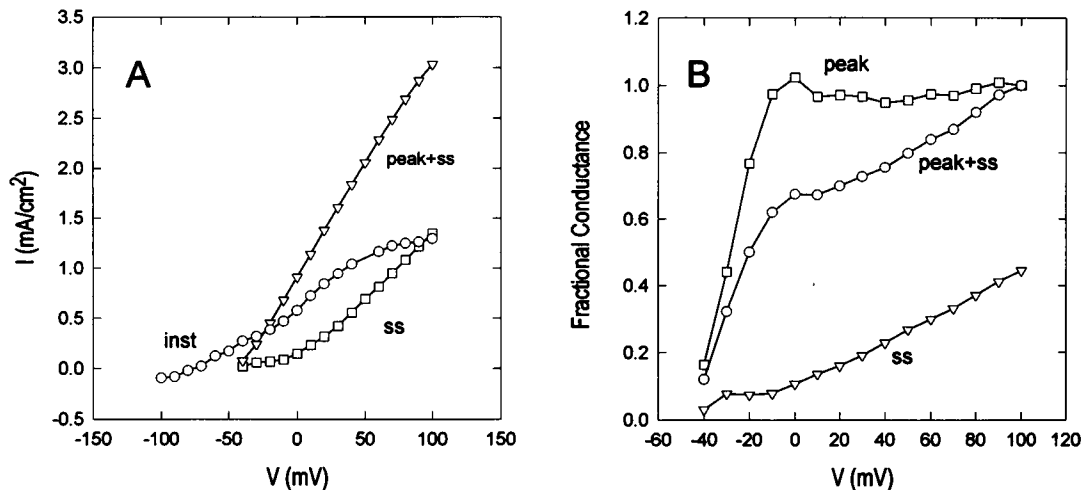 A
3.5
3.0
2.5
2.0
1.5
1.0
0.5
0.0
-0.5
I (mA/cm²)
peak+ss
inst
ss
-150 -100 -50 0 50 100 150
V (mV)
B
1.2
1.0
0.8
0.6
0.4
0.2
0.0
Fractional Conductance
peak
peak+ss
ss
-60 -40 -20 0 20 40 60 80 100 120
V (mV)